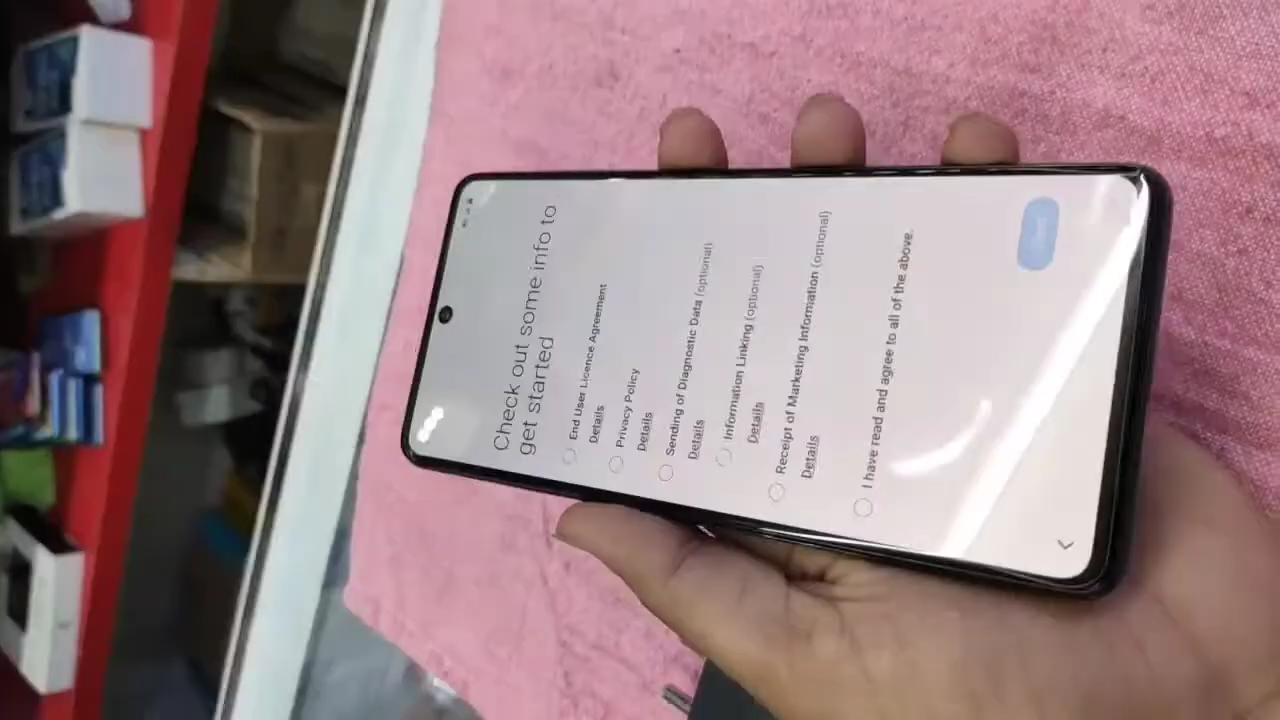 Check out some info to
get started
End User Licence Agreement
Details
Privacy Policy
Details
Sending of Diagnostic Data (optional)
Details
Information Linking (optional)
Details
Receipt of Marketing Information (optional)
Details
I have read and agree to all of the above.